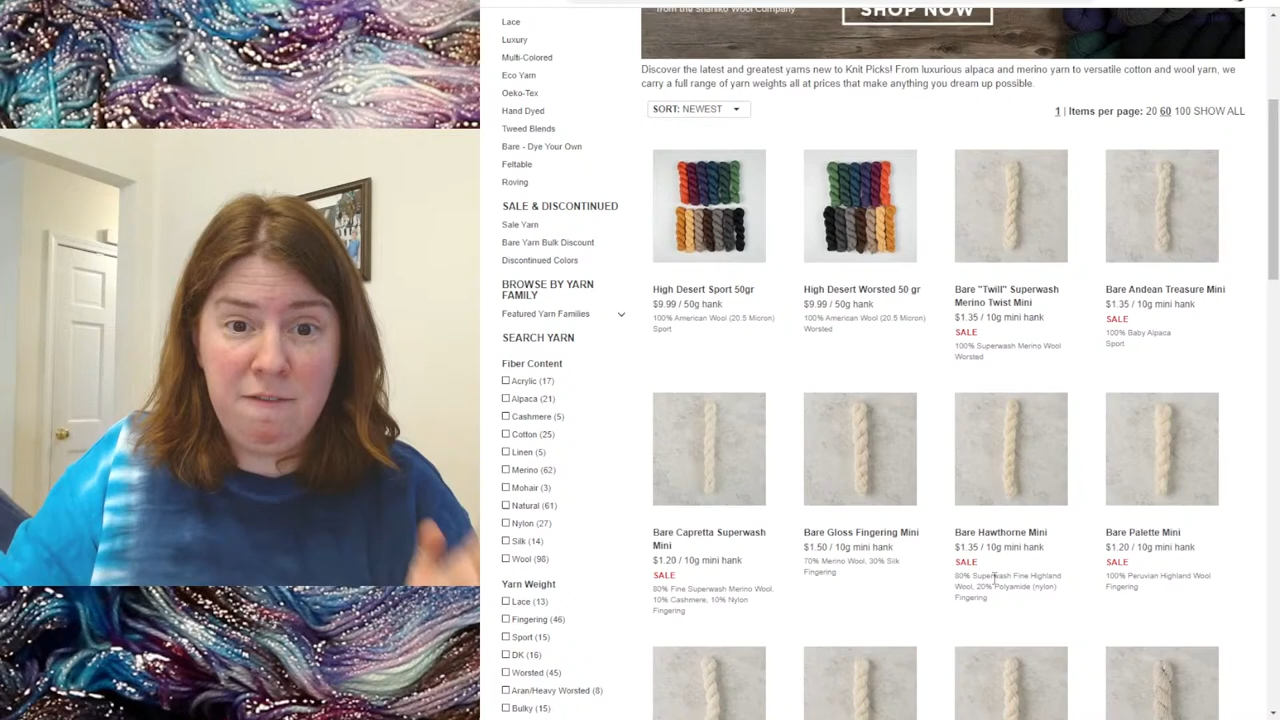 from the Shaniko Wool Company
SHOP NOW
Lace
Luxury
Multi-Colored
Eco Yarn
Oeko-Tex
Hand Dyed
Tweed Blends
Bare - Dye Your Own
Feltable
Roving
SALE & DISCONTINUED
Sale Yarn
Bare Yarn Bulk Discount
Discontinued Colors
BROWSE BY YARN
FAMILY
Featured Yarn Families
SEARCH YARN
Fiber Content
Acrylic (17)
Alpaca (21)
Cashmere (5)
Cotton (25)
Linen (5)
Merino (62)
Mohair (3)
Natural (61)
Nylon (27)
Silk (14)
Wool (98)
Yarn Weight
Lace (13)
Fingering (46)
Sport (15)
DK (16)
Worsted (45)
Aran/Heavy Worsted (8)
Bulky (15)
Discover the latest and greatest yarns new to Knit Picks! From luxurious alpaca and merino yarn to versatile cotton and wool yarn, we
carry a full range of yarn weights all at prices that make anything you dream up possible.
SORT: NEWEST
1 | Items per page: 20 60 100 SHOW ALL
High Desert Sport 50gr
$9.99 / 50g hank
100% American Wool (20.5 Micron)
Sport
High Desert Worsted 50 gr
$9.99 / 50g hank
100% American Wool (20.5 Micron)
Worsted
Bare "Twill" Superwash
Merino Twist Mini
$1.35 / 10g mini hank
SALE
100% Superwash Merino Wool
Worsted
Bare Andean Treasure Mini
$1.35 / 10g mini hank
SALE
100% Baby Alpaca
Sport
Bare Capretta Superwash
Mini
$1.20 / 10g mini hank
SALE
80% Fine Superwash Merino Wool,
10% Cashmere, 10% Nylon
Fingering
Bare Gloss Fingering Mini
$1.50 / 10g mini hank
70% Merino Wool, 30% Silk
Fingering
Bare Hawthorne Mini
$1.35 / 10g mini hank
SALE
80% Superwash Fine Highland
Wool, 20% Polyamide (nylon)
Fingering
Bare Palette Mini
$1.20 / 10g mini hank
SALE
100% Peruvian Highland Wool
Fingering